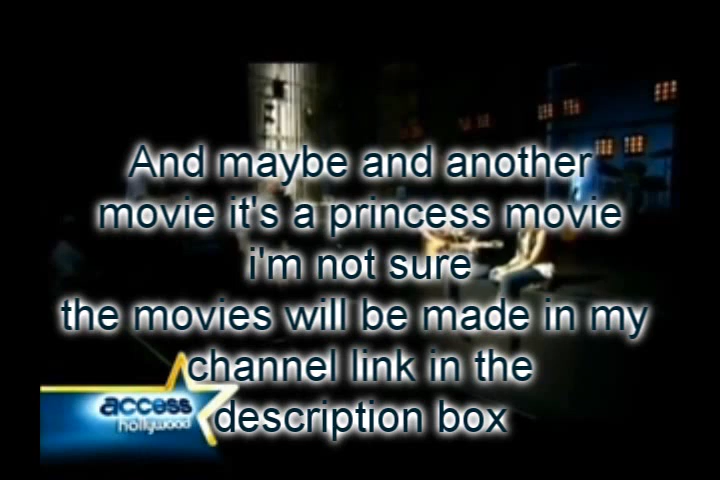 And maybe and another
movie it's a princess movie
i'm not sure
the movies will be made in my
channel link in the
description box
access
hollywood